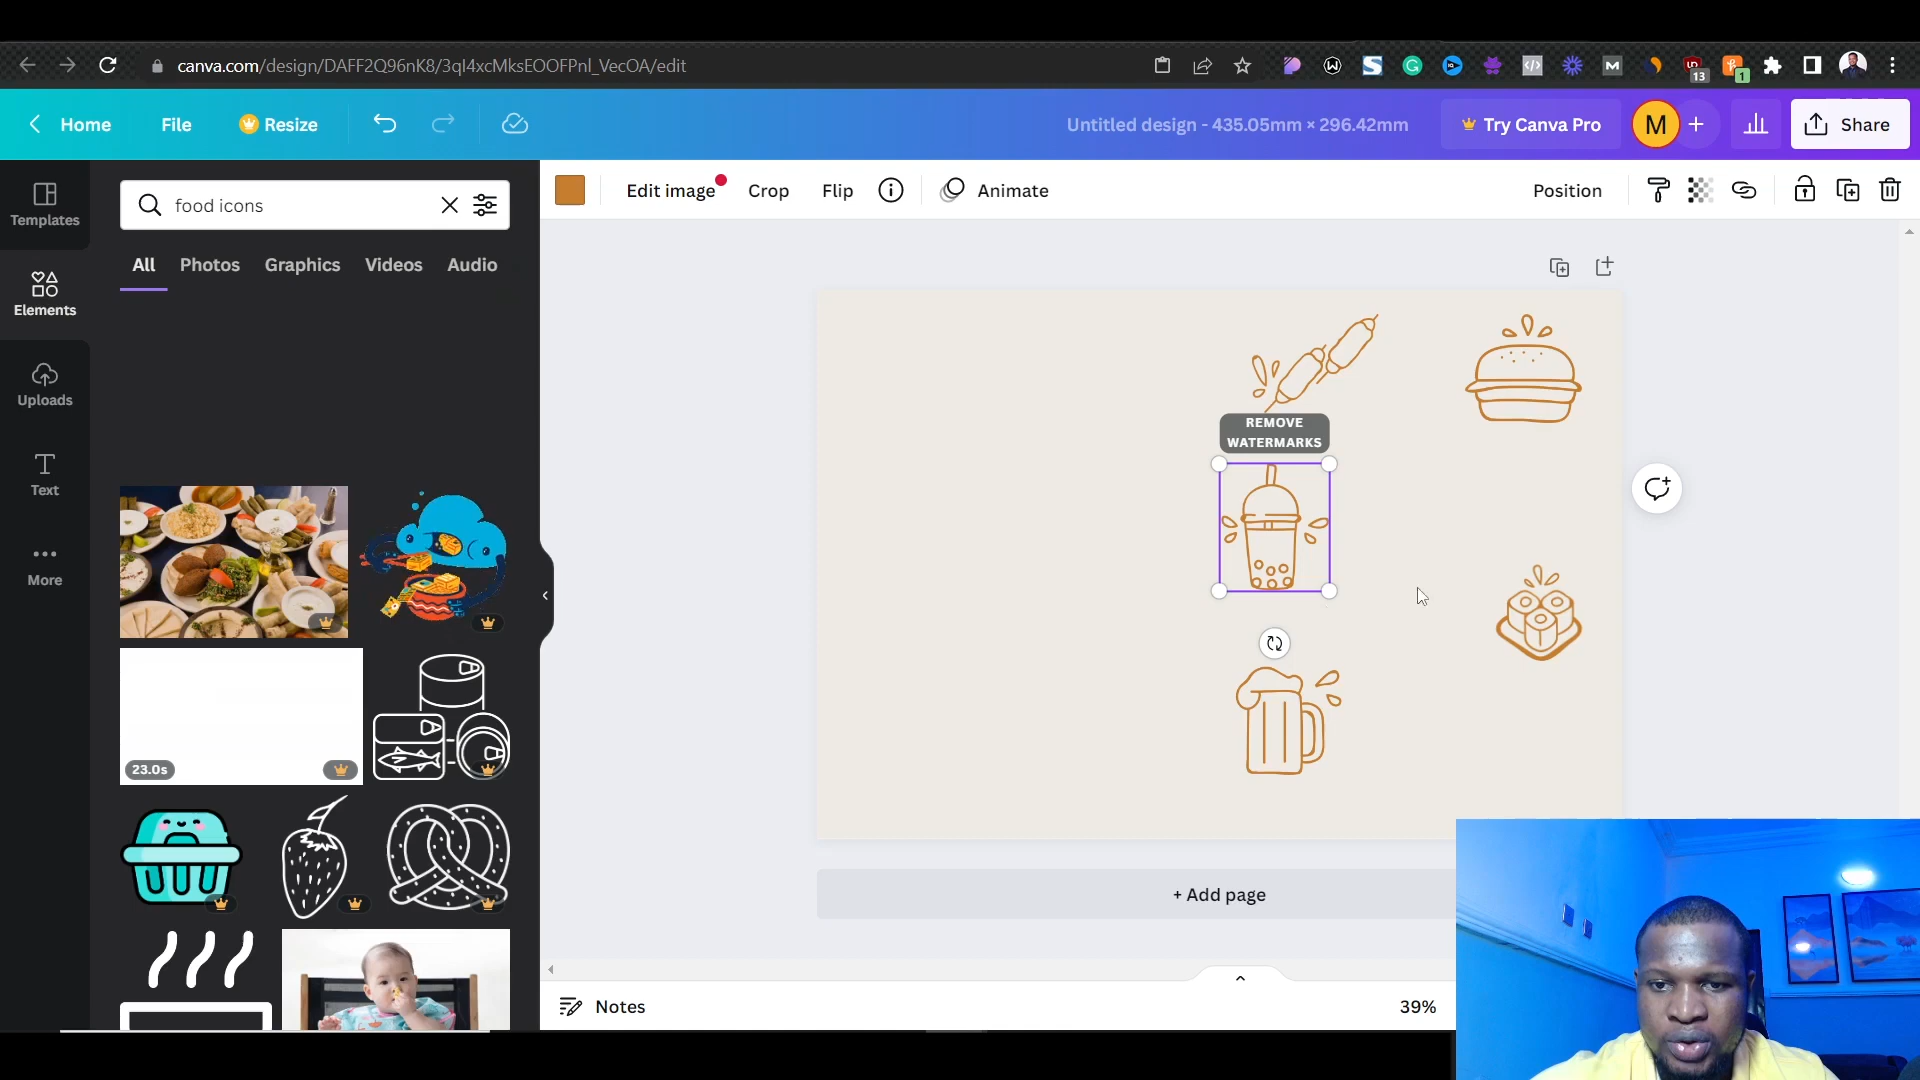 canva.com/design/DAFF2Q96nK8/3ql4xcMksEOOFPnl_VecOA/edit
13
1
Home
File
Resize
Untitled design - 435.05mm × 296.42mm
Try Canva Pro
M
+
Share
Templates
Elements
Uploads
Text
More
food icons
All
Photos
Graphics
Videos
Audio
23.0s
Edit image
Crop
Flip
Animate
Position
REMOVE
WATERMARKS
+ Add page
Notes
39%